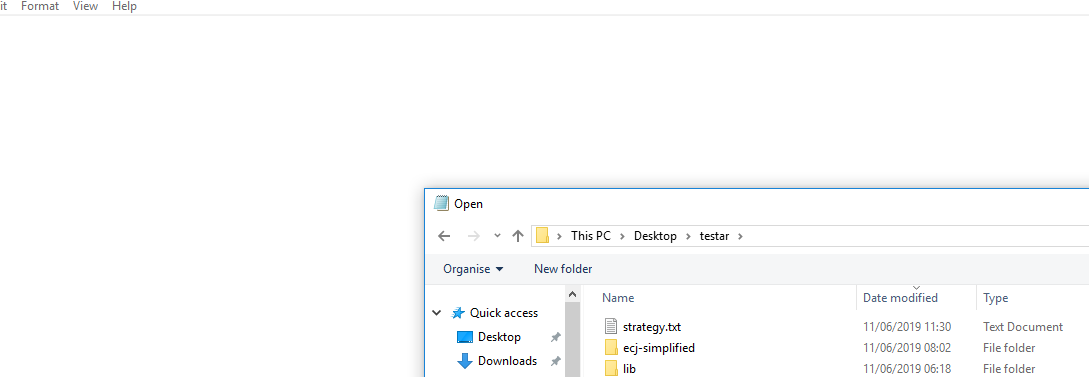 it Format View Help
Open
This PC Desktop testar
Organise New folder
Name Date modified Type
Quick access
strategy.txt 11/06/2019 11:30 Text Document
Desktop
ecj-simplified 11/06/2019 08:02 File folder
Downloads
lib 11/06/2019 06:18 File folder